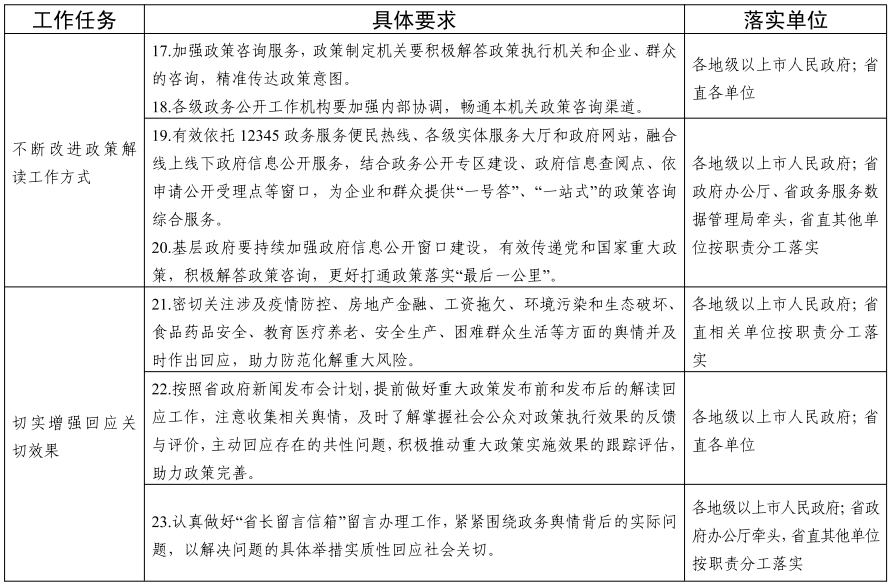 工作任务
具体要求
落实单位
不断改进政策解
读工作方式
17.加强政策咨询服务，政策制定机关要积极解答政策执行机关和企业、群众
的咨询，精准传达政策意图。
18.各级政务公开工作机构要加强内部协调，畅通本机关政策咨询渠道。
各地级以上市人民政府；省
直各单位
19.有效依托12345政务服务便民热线、各级实体服务大厅和政府网站，融合
线上线下政府信息公开服务，结合政务公开专区建设、政府信息查阅点、依
申请公开受理点等窗口，为企业和群众提供“一号答”、“一站式”的政策咨询
综合服务。
20.基层政府要持续加强政府信息公开窗口建设，有效传递党和国家重大政
策，积极解答政策咨询，更好打通政策落实“最后一公里”。
各地级以上市人民政府；省
政府办公厅、省政务服务数
据管理局牵头，省直其他单
位按职责分工落实
切实增强回应关
切效果
21.密切关注涉及疫情防控、房地产金融、工资拖欠、环境污染和生态破坏、
食品药品安全、教育医疗养老、安全生产、困难群众生活等方面的舆情并及
时作出回应，助力防范化解重大风险。
各地级以上市人民政府；省
直相关单位按职责分工落
实
22.按照省政府新闻发布会计划，提前做好重大政策发布前和发布后的解读回
应工作，注意收集相关舆情，及时了解掌握社会公众对政策执行效果的反馈
与评价，主动回应存在的共性问题，积极推动重大政策实施效果的跟踪评估，
助力政策完善。
各地级以上市人民政府；省
直各单位
23.认真做好“省长留言信箱”留言办理工作，紧紧围绕政务舆情背后的实际问
题，以解决问题的具体举措实质性回应社会关切。
各地级以上市人民政府；省政
府办公厅牵头，省直其他单位
按职责分工落实